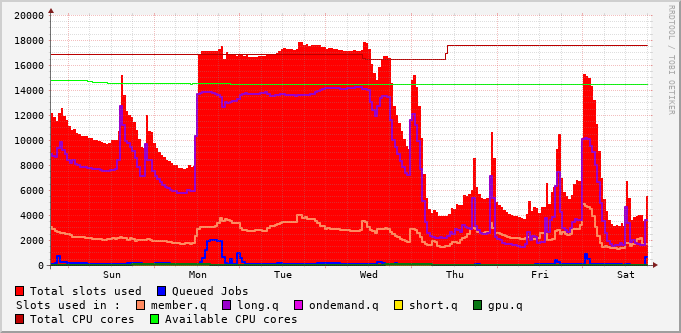 20000
18000
16000
14000
12000
10000
8000
6000
4000
2000
0
Sun Mon Tue Wed Thu Fri Sat
RRDTOOL / TOBI OETIKER
Total slots used Queued Jobs
Slots used in : member.q long.q ondemand.q short.q gpu.q
Total CPU cores Available CPU cores